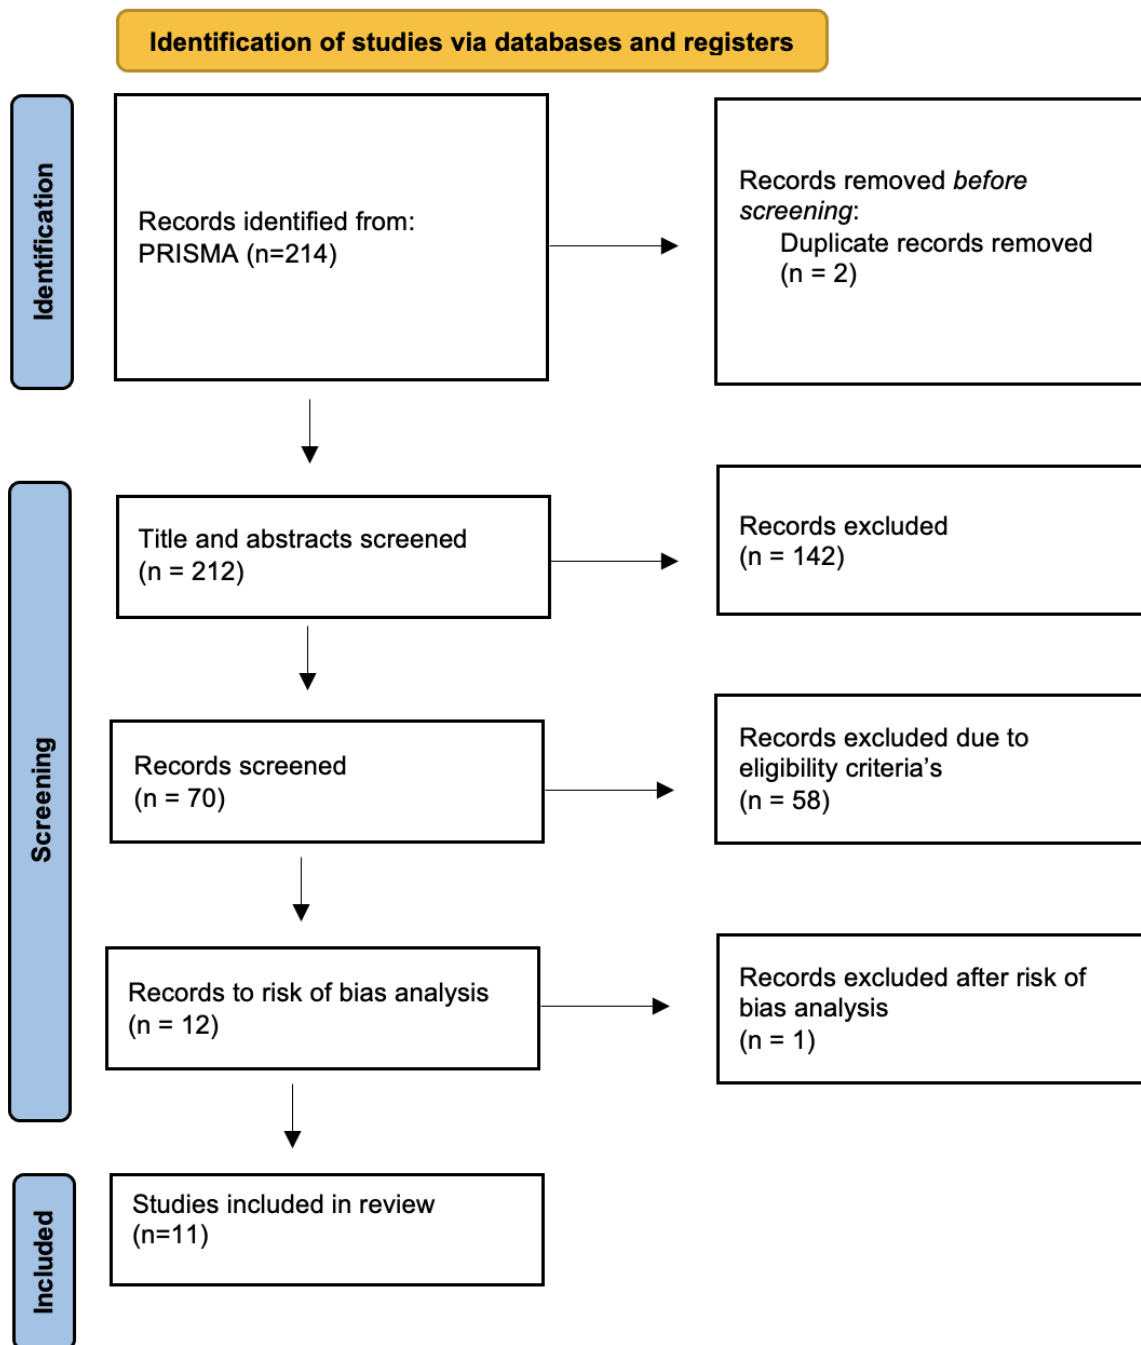 Identification of studies via databases and registers
Identification
Records identified from:
PRISMA (n=214)
Records removed before
screening:
Duplicate records removed
(n = 2)
Screening
Title and abstracts screened
(n = 212)
Records excluded
(n = 142)
Records screened
(n = 70)
Records excluded due to
eligibility criteria’s
(n = 58)
Records to risk of bias analysis
(n = 12)
Records excluded after risk of
bias analysis
(n = 1)
Included
Studies included in review
(n=11)